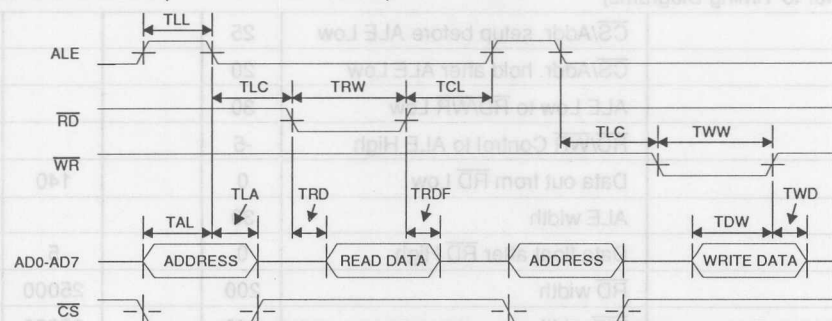 TLL
ALE
TLC TRW TCL
RD
TLC TWW
WR
TLA TRD TRDF TWD
TAL TDW
AD0-AD7 ADDRESS READ DATA ADDRESS WRITE DATA
CS